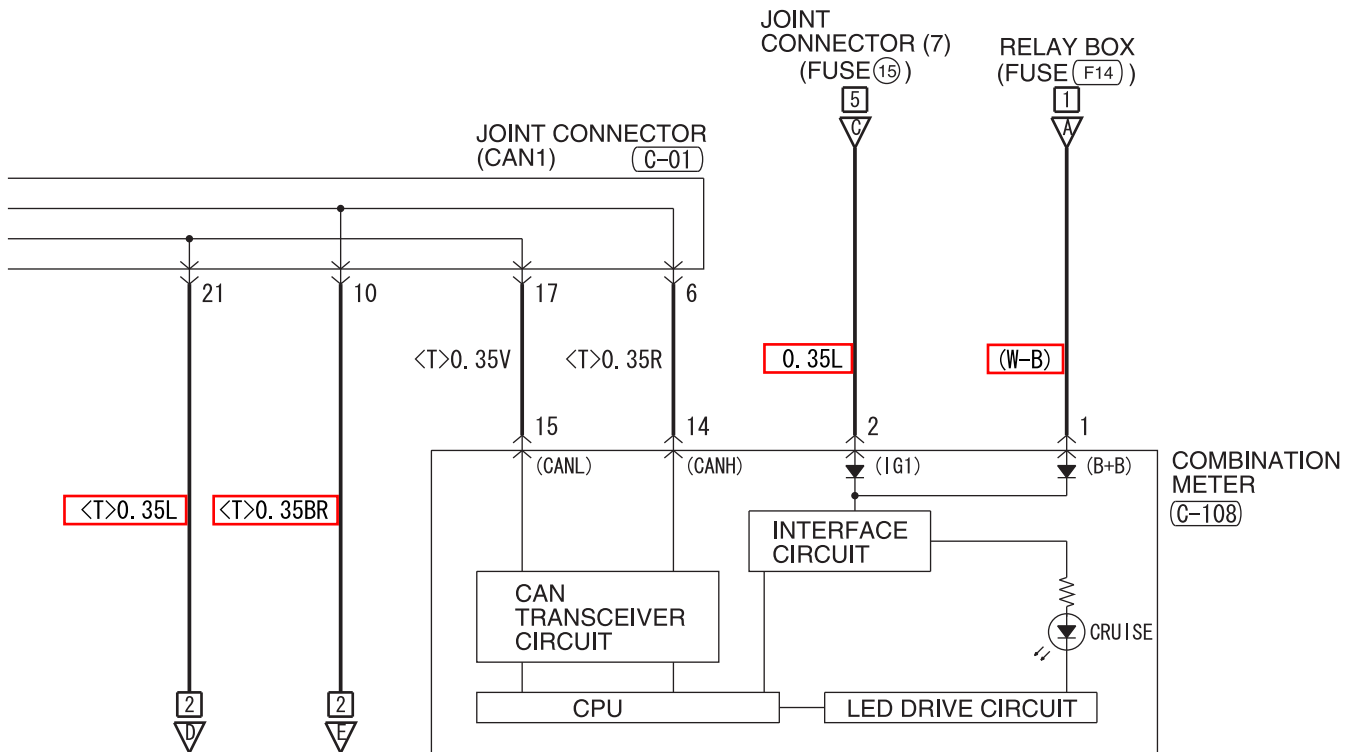 JOINT
CONNECTOR (7)
(FUSE 15)
RELAY BOX
(FUSE F14)
5
1
C
A
JOINT CONNECTOR
(CAN1) C-01
21
10
17
6
<T>0.35V
<T>0.35R
0.35L
(W-B)
15
14
2
1
(CANL)
(CANH)
(IG1)
(B+B)
COMBINATION
METER
C-108
<T>0.35L
<T>0.35BR
INTERFACE
CIRCUIT
CAN
TRANSCEIVER
CIRCUIT
CRUISE
2
2
D
E
CPU
LED DRIVE CIRCUIT